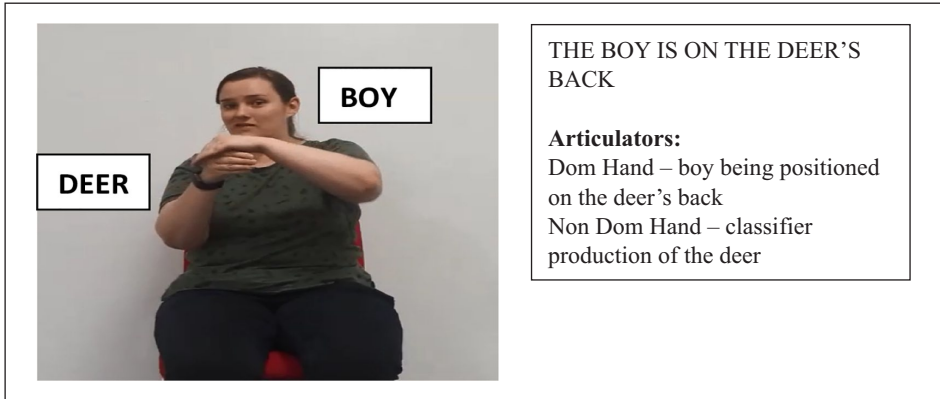 BOY
DEER
THE BOY IS ON THE DEER’S
BACK
Articulators:
Dom Hand – boy being positioned
on the deer’s back
Non Dom Hand – classifier
production of the deer